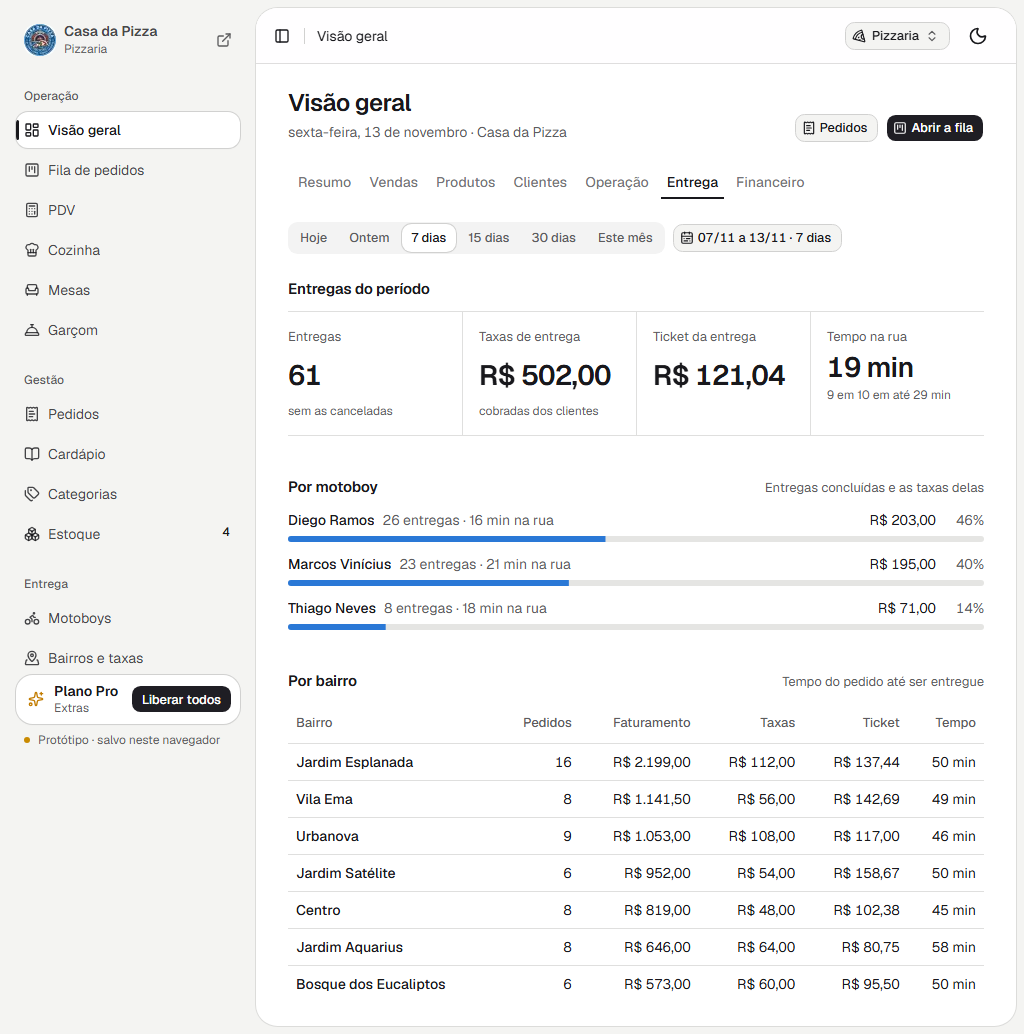 Casa da Pizza
Pizzaria
Operação
Visão geral
Fila de pedidos
PDV
Cozinha
Mesas
Garçom
Gestão
Pedidos
Cardápio
Categorias
Estoque 4
Entrega
Motoboys
Bairros e taxas
Plano Pro
Extras
Liberar todos
Protótipo · salvo neste navegador
Visão geral
Pizzaria
Visão geral
sexta-feira, 13 de novembro · Casa da Pizza
Pedidos
Abrir a fila
Resumo Vendas Produtos Clientes Operação Entrega Financeiro
Hoje Ontem 7 dias 15 dias 30 dias Este mês 07/11 a 13/11 · 7 dias
Entregas do período
Entregas
61
sem as canceladas
Taxas de entrega
R$ 502,00
cobradas dos clientes
Ticket da entrega
R$ 121,04
Tempo na rua
19 min
9 em 10 em até 29 min
Por motoboy Entregas concluídas e as taxas delas
Diego Ramos 26 entregas · 16 min na rua R$ 203,00 46%
Marcos Vinícius 23 entregas · 21 min na rua R$ 195,00 40%
Thiago Neves 8 entregas · 18 min na rua R$ 71,00 14%
Por bairro Tempo do pedido até ser entregue
Bairro Pedidos Faturamento Taxas Ticket Tempo
Jardim Esplanada 16 R$ 2.199,00 R$ 112,00 R$ 137,44 50 min
Vila Ema 8 R$ 1.141,50 R$ 56,00 R$ 142,69 49 min
Urbanova 9 R$ 1.053,00 R$ 108,00 R$ 117,00 46 min
Jardim Satélite 6 R$ 952,00 R$ 54,00 R$ 158,67 50 min
Centro 8 R$ 819,00 R$ 48,00 R$ 102,38 45 min
Jardim Aquarius 8 R$ 646,00 R$ 64,00 R$ 80,75 58 min
Bosque dos Eucaliptos 6 R$ 573,00 R$ 60,00 R$ 95,50 50 min